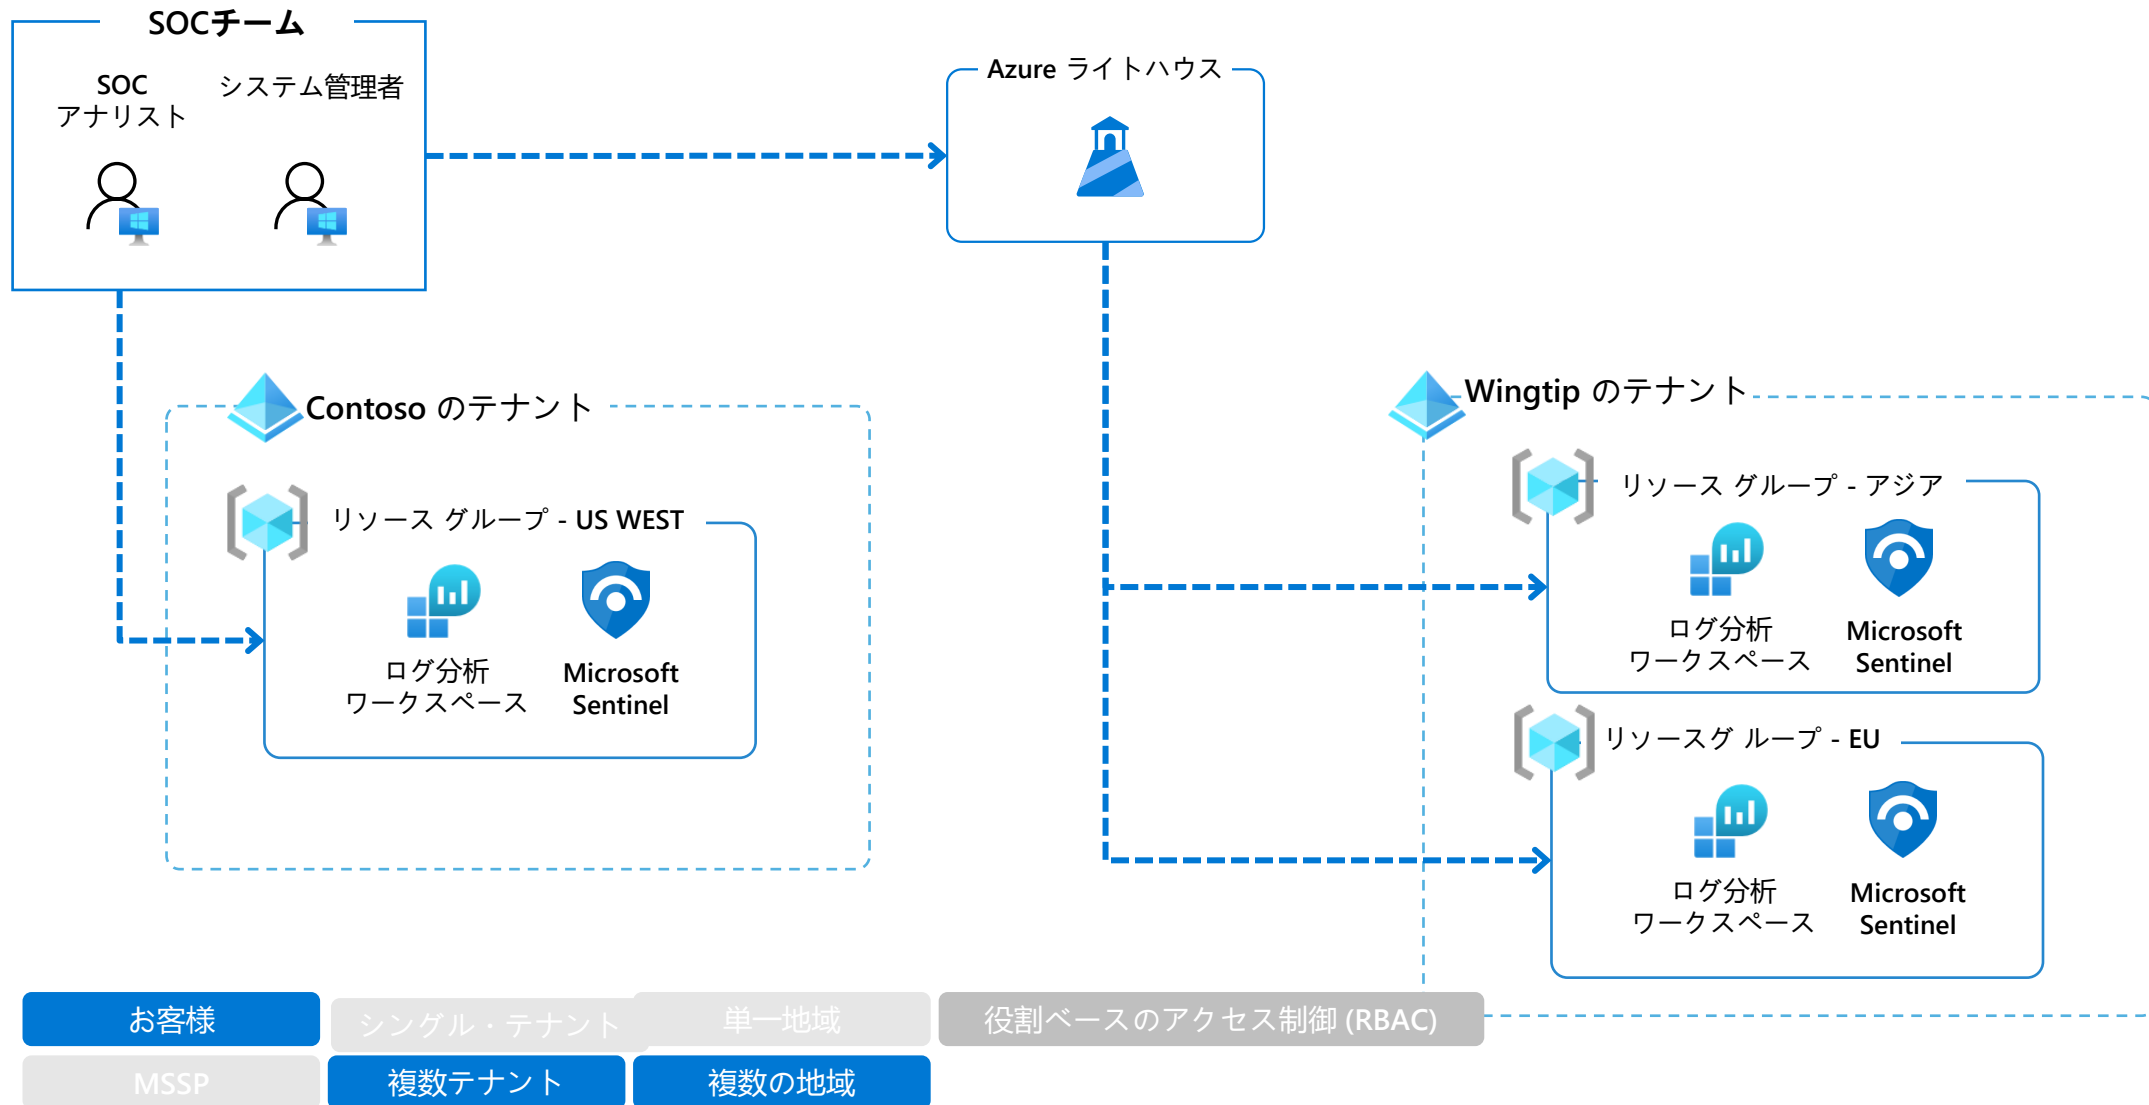 SOCチーム
SOC
アナリスト
システム管理者
Azure ライトハウス
Contoso のテナント
リソース グループ - US WEST
ログ分析
ワークスペース
Microsoft
Sentinel
Wingtip のテナント
リソース グループ - アジア
ログ分析
ワークスペース
Microsoft
Sentinel
リソースグ ループ - EU
ログ分析
ワークスペース
Microsoft
Sentinel
お客様
シングル・テナント
単一地域
役割ベースのアクセス制御 (RBAC)
MSSP
複数テナント
複数の地域